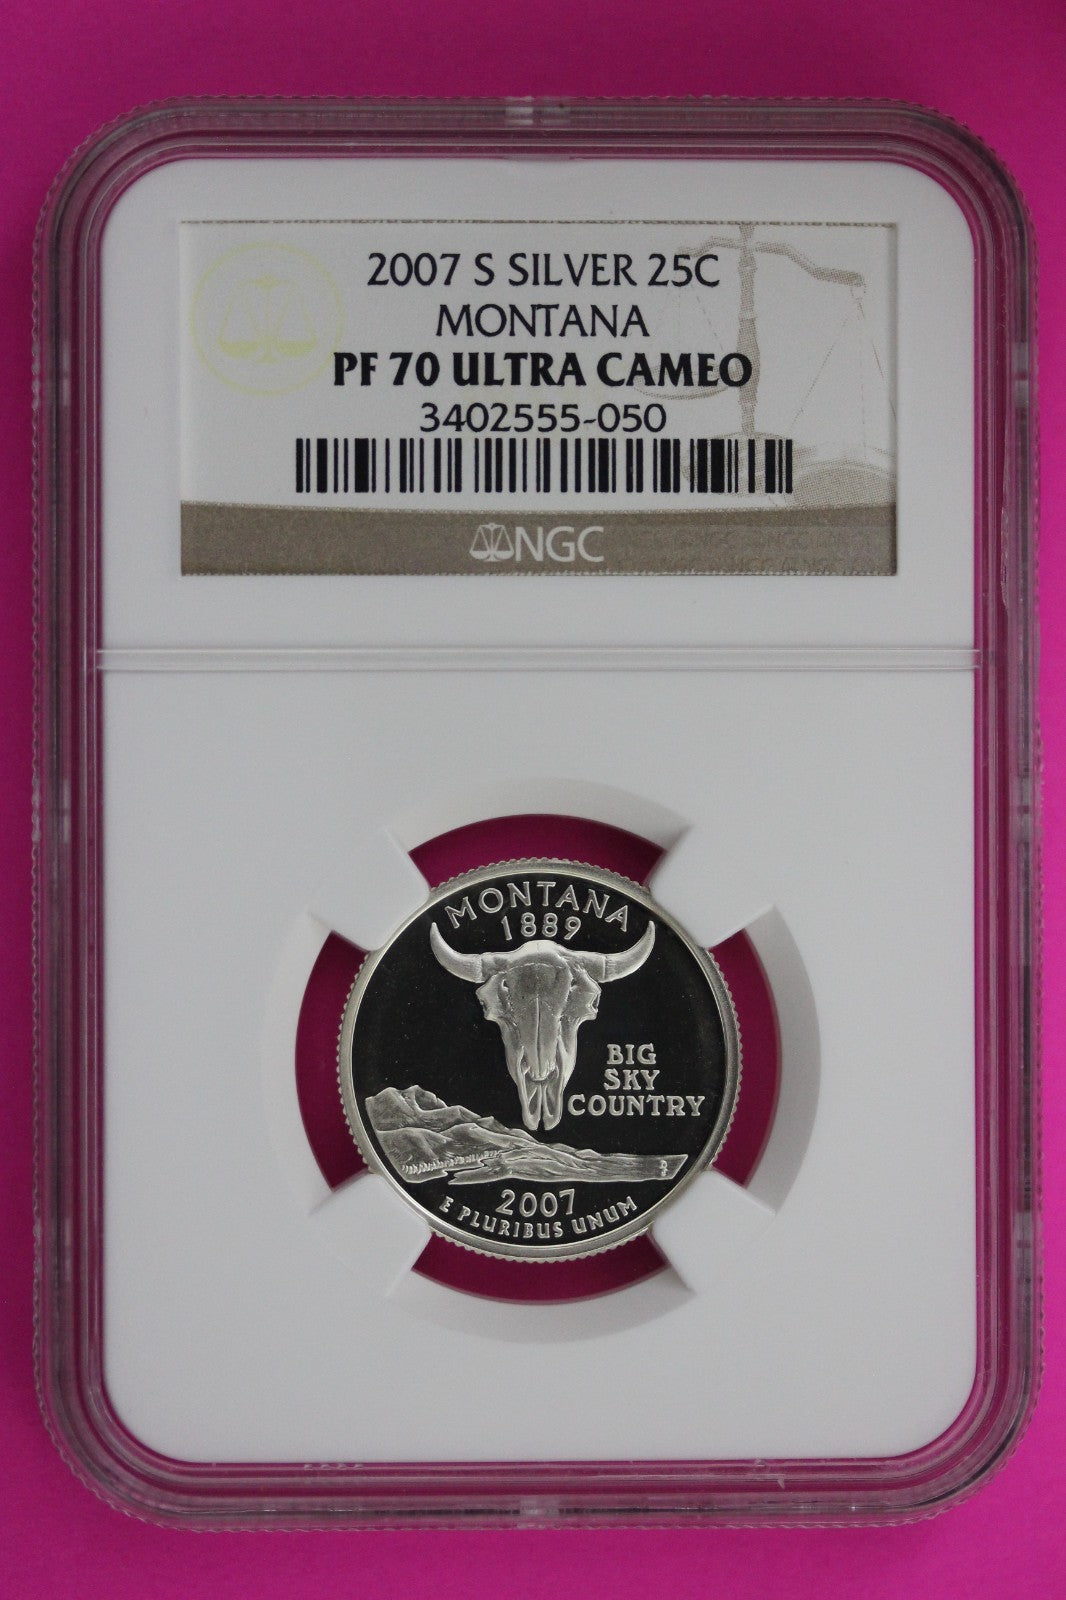 2007 S SILVER 25C
MONTANA
PF 70 ULTRA CAMEO
3402555-050
NGC
MONTANA
1889
BIG
SKY
COUNTRY
2007
E PLURIBUS UNUM